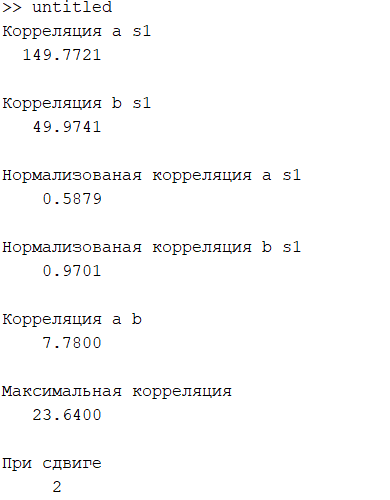 >> untitled
Корреляция a s1
149.7721
Корреляция b s1
49.9741
Нормализованая корреляция a s1
0.5879
Нормализованая корреляция b s1
0.9701
Корреляция a b
7.7800
Максимальная корреляция
23.6400
При сдвиге
2